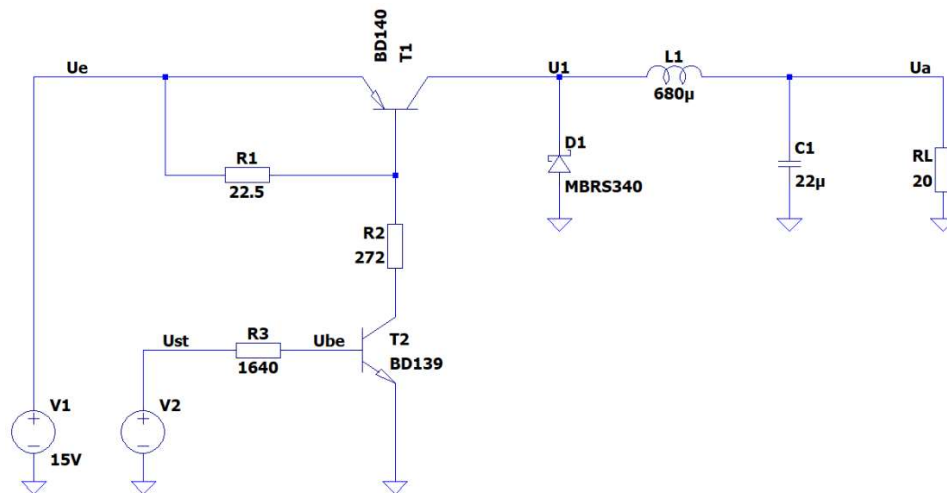 BD140
T1
Ue
U1
L1
680µ
Ua
R1
22.5
D1
MBRS340
C1
22µ
RL
20
R2
272
Ust
R3
1640
Ube
T2
BD139
V1
15V
V2